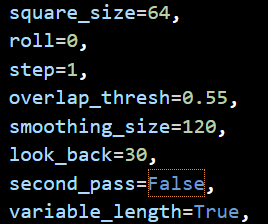 square_size=64,
roll=0,
step=1,
overlap_thresh=0.55,
smoothing_size=120,
look_back=30,
second_pass=False,
variable_length=True,